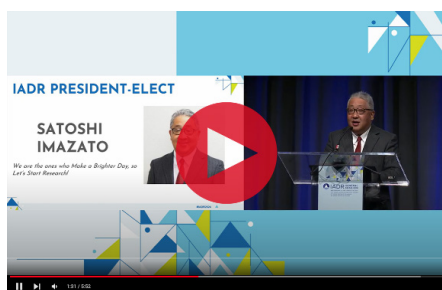 IADR PRESIDENT-ELECT
SATOSHI
IMAZATO
We are the ones who Make a Brighter Day, so
Let's Start Research!
IADR
1:31 / 5:52